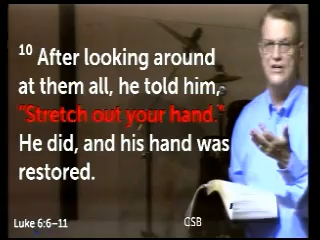 10 After looking around
at them all, he told him,
"Stretch out your hand."
He did, and his hand was
restored.
Luke 6:6–11 CSB